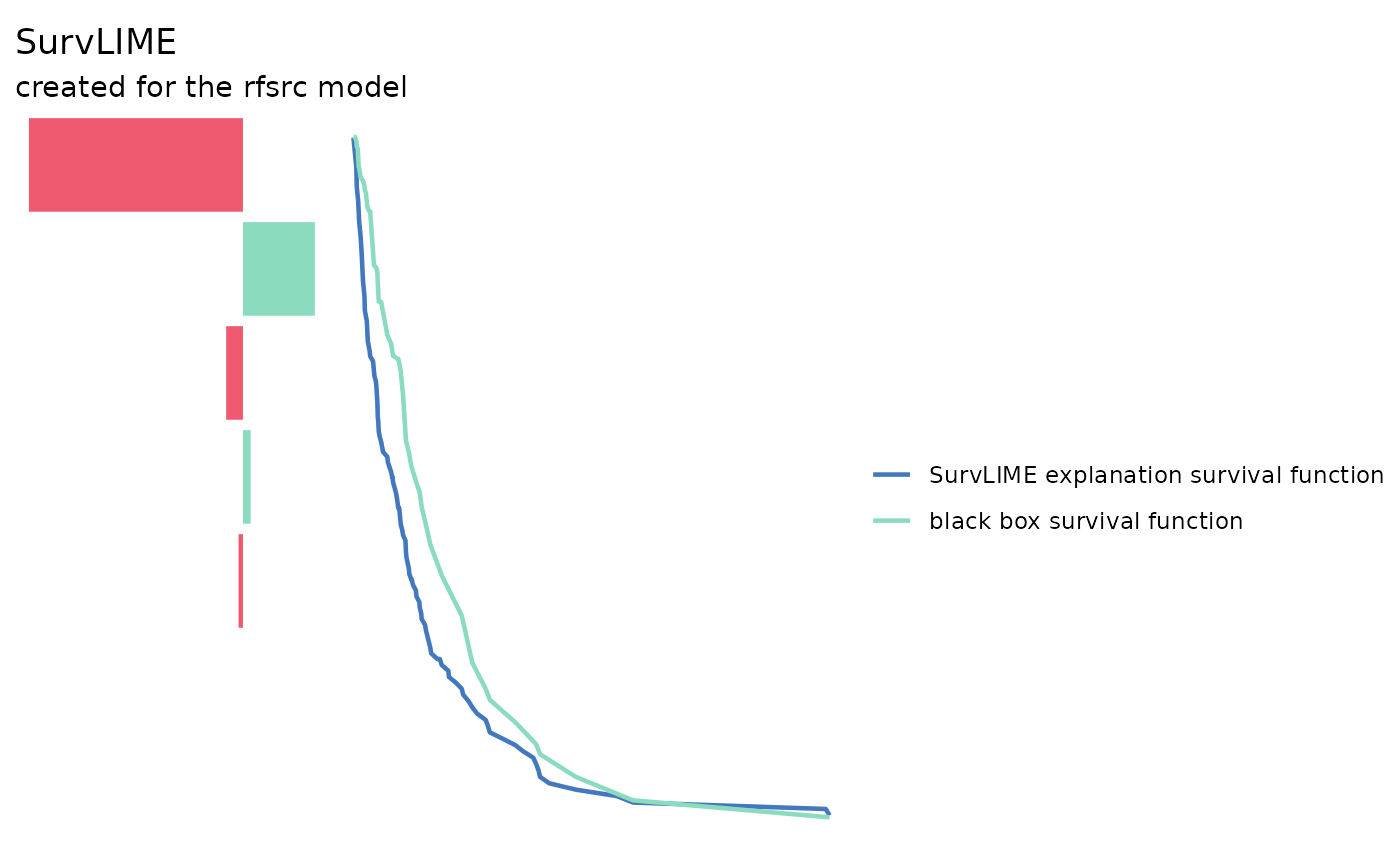 SurvLIME
created for the rfsrc model
SurvLIME explanation survival function
black box survival function